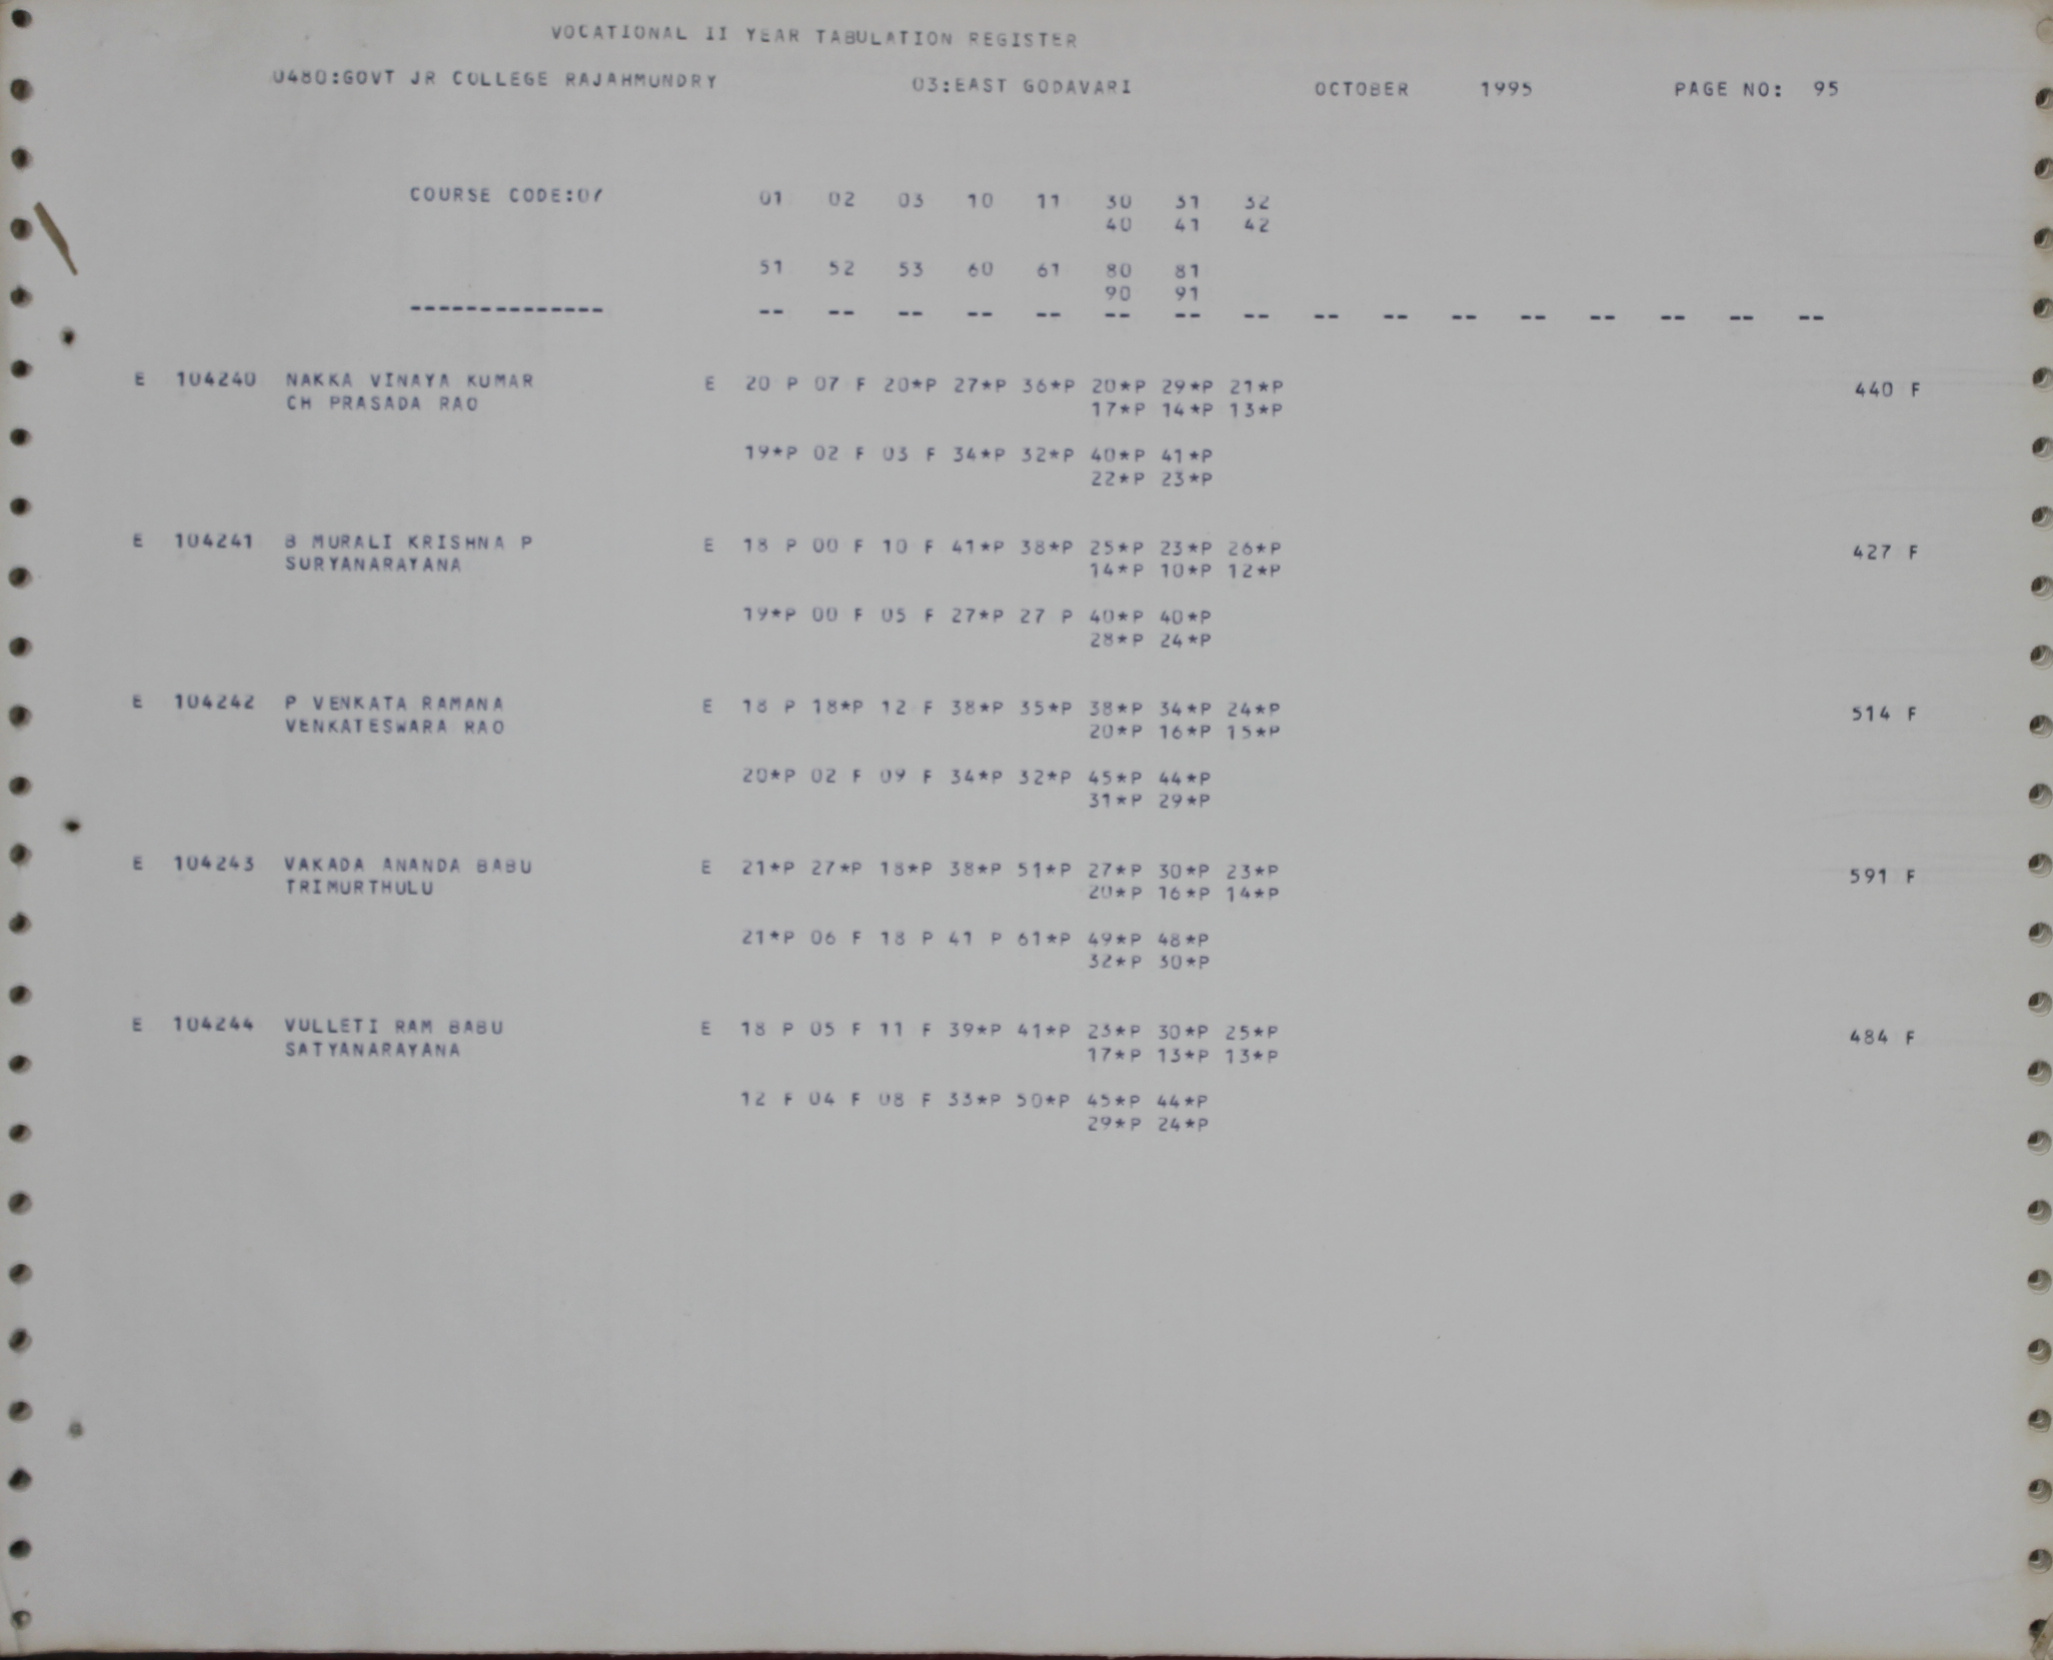 VOCATIONAL II YEAR TABULATION REGISTER
0480:GOVT JR COLLEGE RAJAHMUNDRY 03:EAST GODAVARI OCTOBER 1995 PAGE NO: 95
COURSE CODE:07 01 02 03 10 11 30 31 32
40 41 42
51 52 53 60 61 80 81
90 91
-------------- -- -- -- -- -- -- -- -- -- -- -- -- -- -- -- --
E 104240 NAKKA VINAYA KUMAR E 20 P 07 F 20*P 27*P 36*P 20*P 29*P 21*P 440 F
CH PRASADA RAO 17*P 14*P 13*P
19*P 02 F 03 F 34*P 32*P 40*P 41*P
22*P 23*P
E 104241 B MURALI KRISHNA P E 18 P 00 F 10 F 41*P 38*P 25*P 23*P 26*P 427 F
SURYANARAYANA 14*P 10*P 12*P
19*P 00 F 05 F 27*P 27 P 40*P 40*P
28*P 24*P
E 104242 P VENKATA RAMANA E 18 P 18*P 12 F 38*P 35*P 38*P 34*P 24*P 514 F
VENKATESWARA RAO 20*P 16*P 15*P
20*P 02 F 09 F 34*P 32*P 45*P 44*P
31*P 29*P
E 104243 VAKADA ANANDA BABU E 21*P 27*P 18*P 38*P 51*P 27*P 30*P 23*P 591 F
TRIMURTHULU 20*P 16*P 14*P
21*P 06 F 18 P 41 P 61*P 49*P 48*P
32*P 30*P
E 104244 VULLETI RAM BABU E 18 P 05 F 11 F 39*P 41*P 23*P 30*P 25*P 484 F
SATYANARAYANA 17*P 13*P 13*P
12 F 04 F 08 F 33*P 50*P 45*P 44*P
29*P 24*P